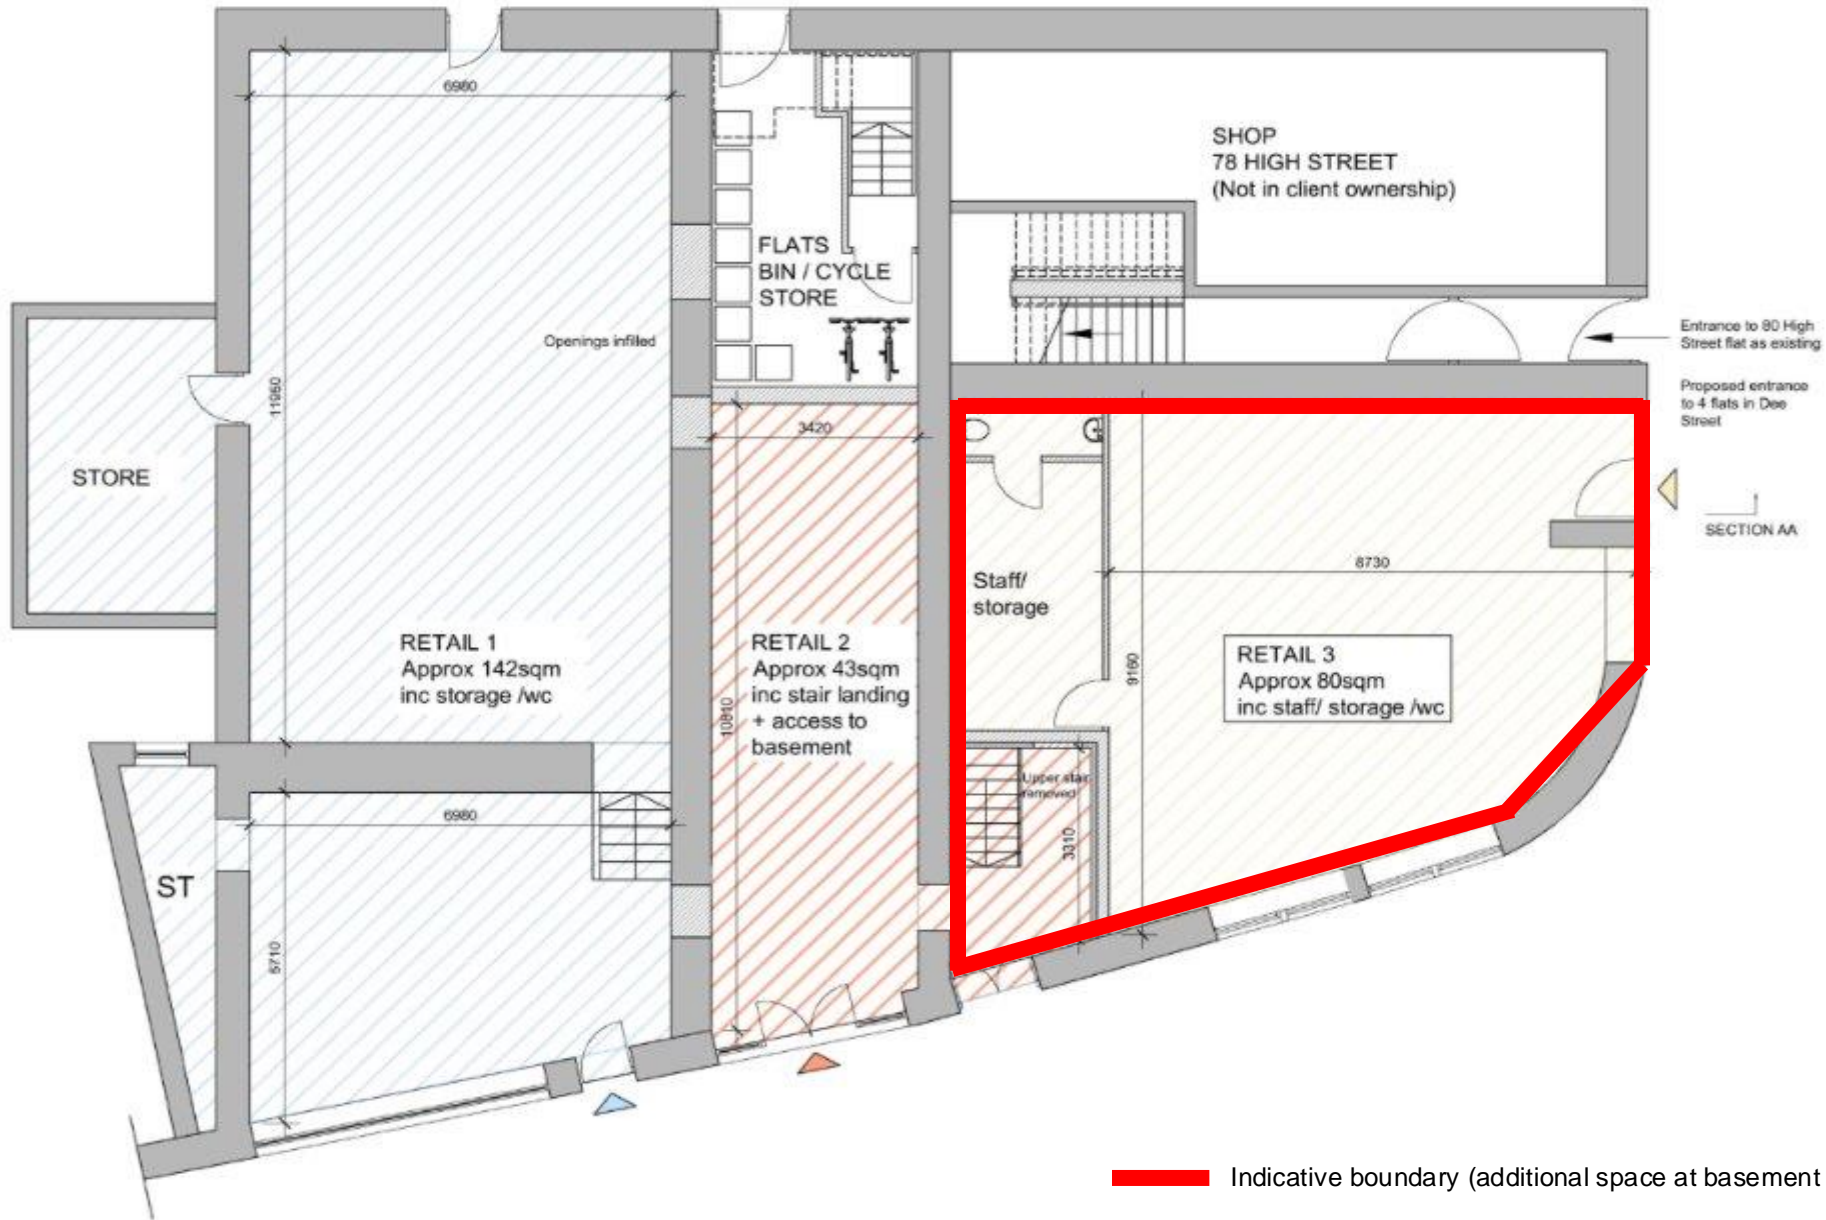 6980
SHOP
78 HIGH STREET
(Not in client ownership)
FLATS
BIN / CYCLE
STORE
Openings infilled
Entrance to 80 High
Street flat as existing
11960
Proposed entrance
to 4 flats in Dee
Street
3420
STORE
SECTION AA
8730
Staff/
storage
RETAIL 1
Approx 142sqm
inc storage /wc
RETAIL 2
Approx 43sqm
inc stair landing
+ access to
basement
10810
9160
RETAIL 3
Approx 80sqm
inc staff/ storage /wc
Upper stair
removed
6980
3310
ST
5710
Indicative boundary (additional space at basement